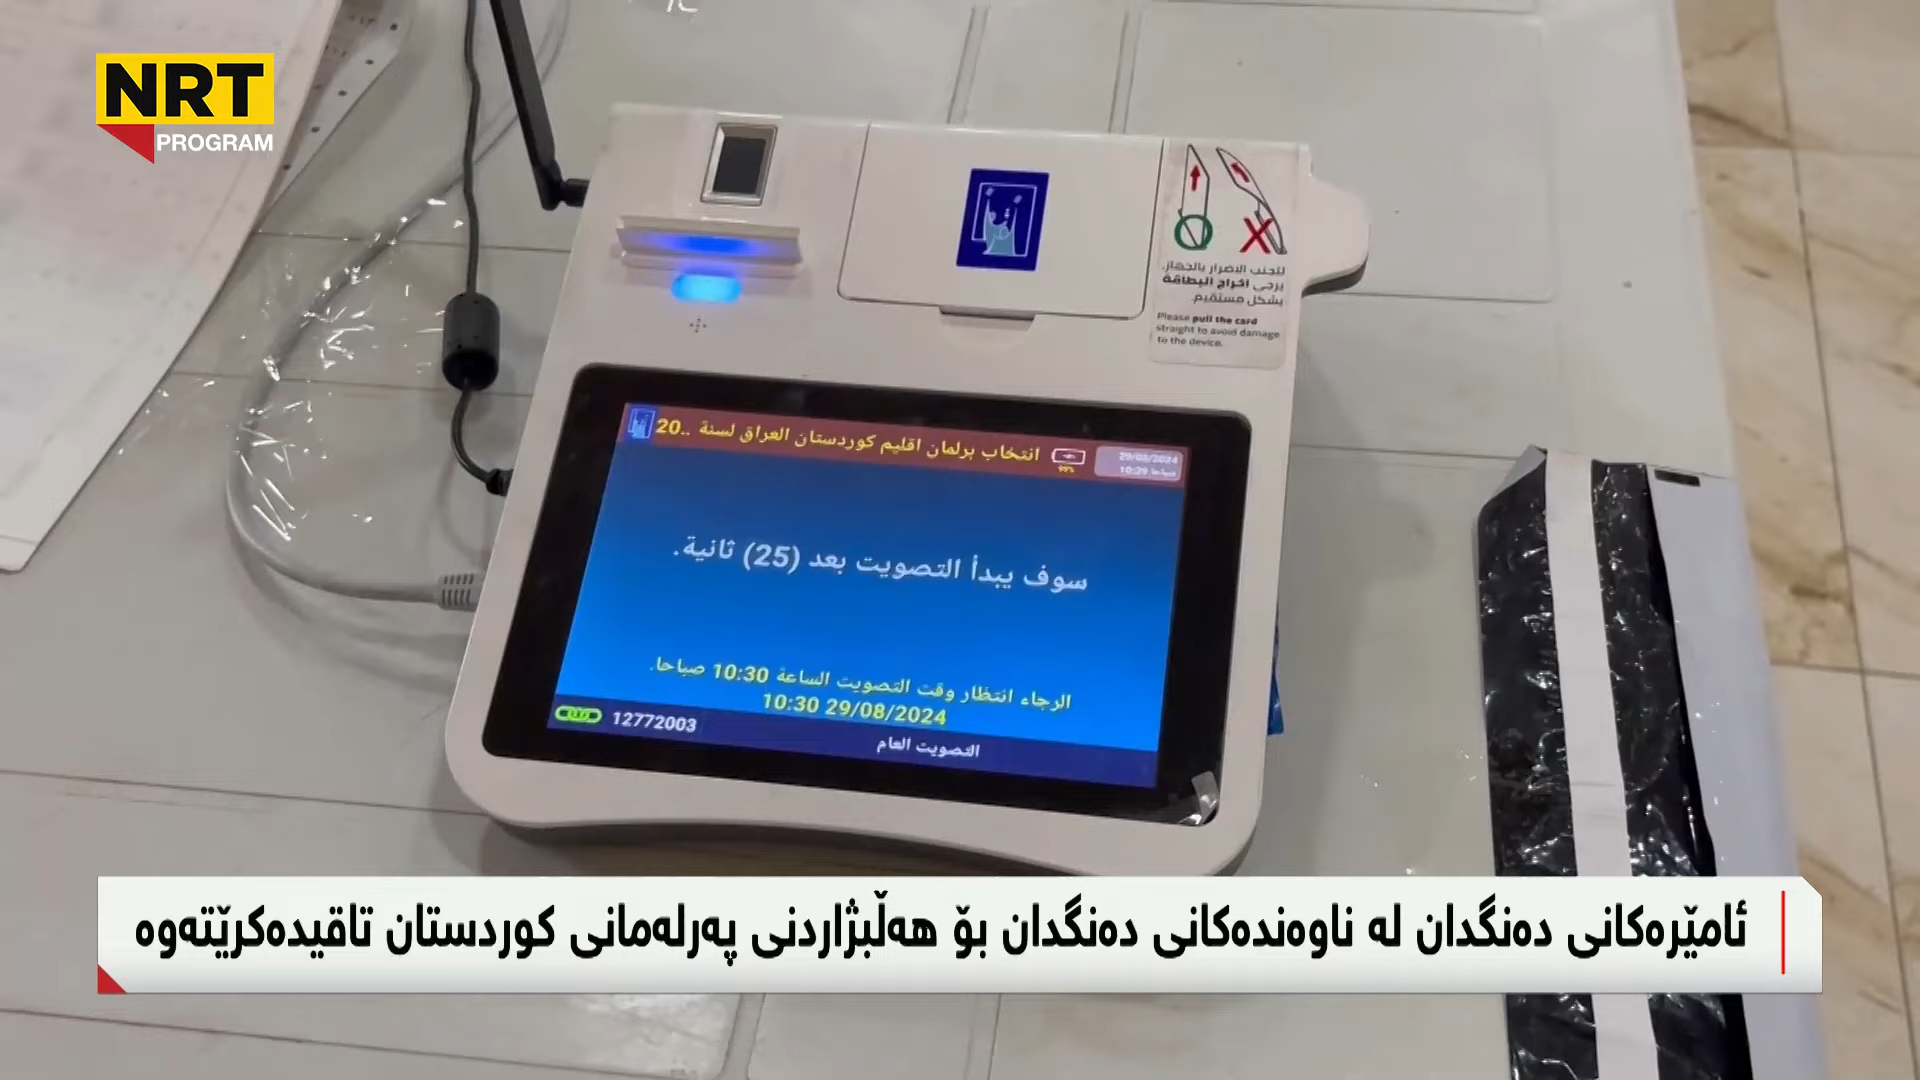 NRT
PROGRAM
لتجنب الاضرار بالجهاز،
يرجى اخراج البطاقة
بشكل مستقيم.
Please pull the card
straight to avoid damage
to the device.
انتخاب برلمان اقليم كوردستان العراق لسنة ..20
99%
29/08/2024
10:29 صباحا
سوف يبدأ التصويت بعد (25) ثانية.
الرجاء انتظار وقت التصويت الساعة 10:30 صباحا.
10:30 29/08/2024
12772003
التصويت العام
ئامێرەکانی دەنگدان لە ناوەندەکانی دەنگدان بۆ هەڵبژاردنی پەرلەمانی کوردستان تاقیدەکرێتەوە